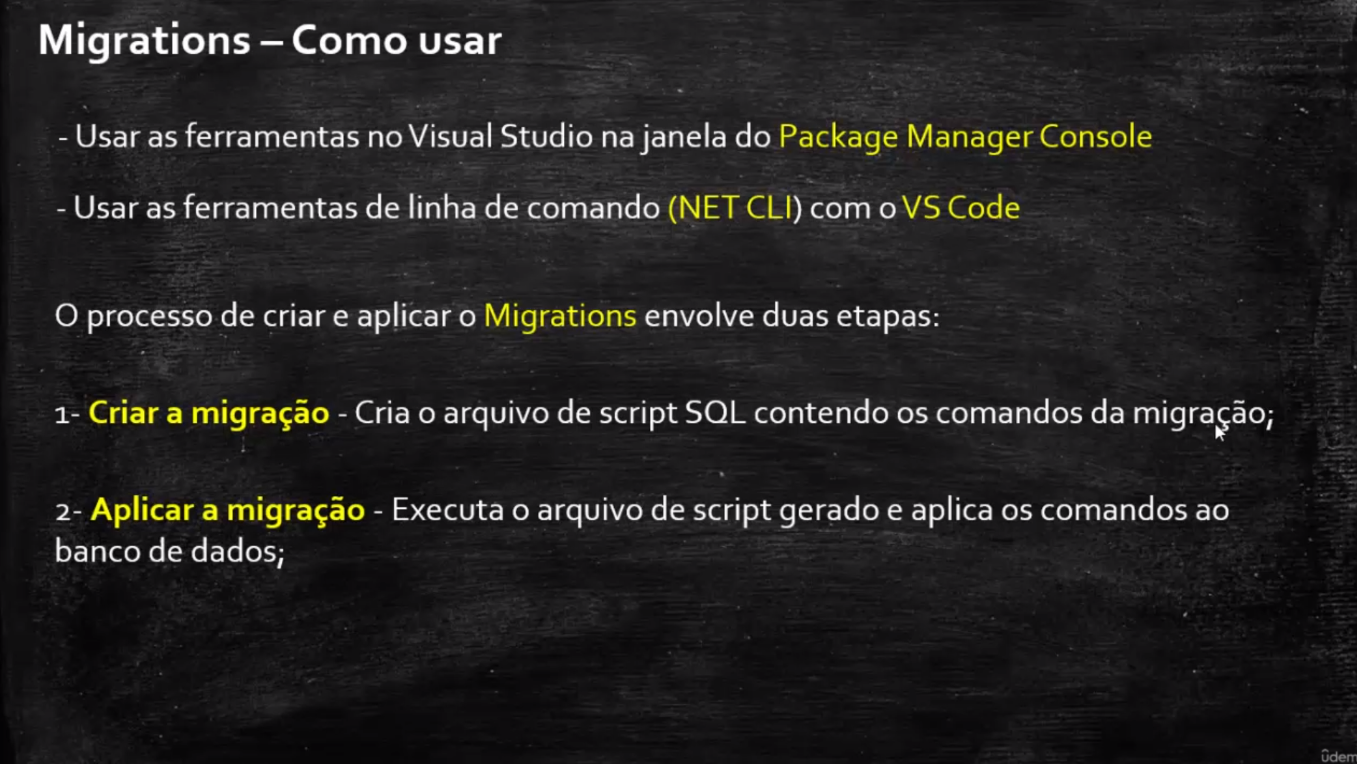 Migrations – Como usar
- Usar as ferramentas no Visual Studio na janela do Package Manager Console
- Usar as ferramentas de linha de comando (NET CLI) com o VS Code
O processo de criar e aplicar o Migrations envolve duas etapas:
1- Criar a migração - Cria o arquivo de script SQL contendo os comandos da migração;
2- Aplicar a migração - Executa o arquivo de script gerado e aplica os comandos ao
banco de dados;
ûdem